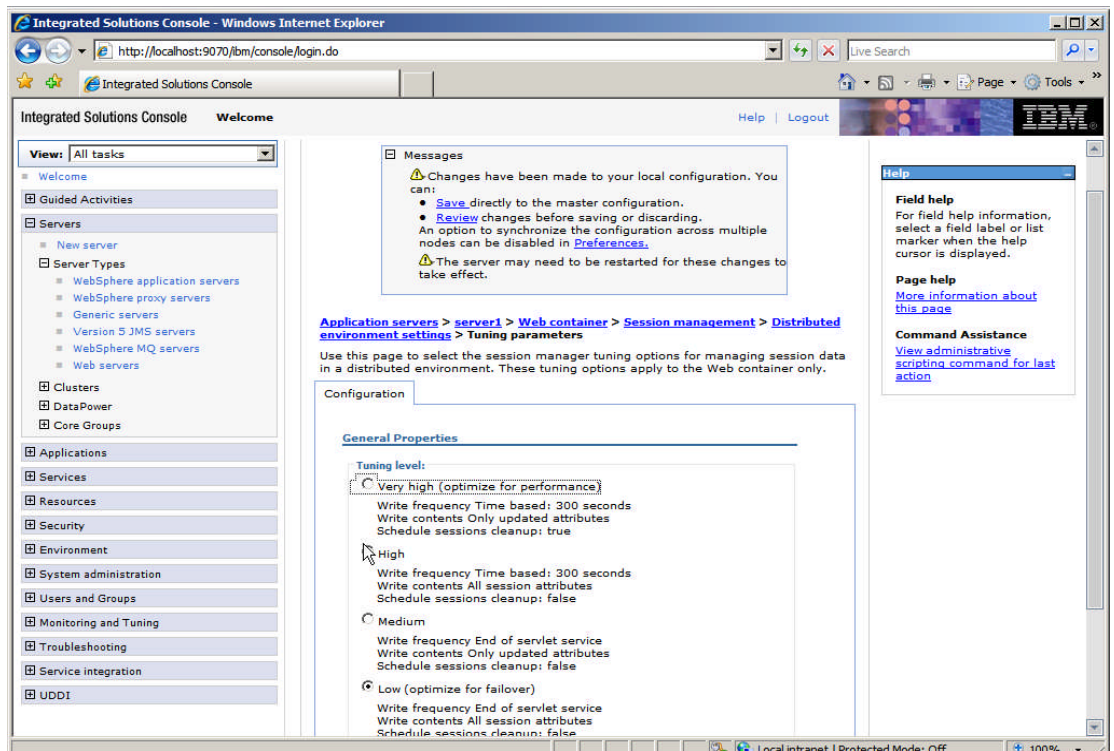 Integrated Solutions Console - Windows Internet Explorer
http://localhost:9070/ibm/console/login.do
Live Search
Integrated Solutions Console
Page
Tools
Integrated Solutions Console Welcome
Help | Logout
IBM.
View: All tasks
Welcome
Guided Activities
Servers
New server
Server Types
WebSphere application servers
WebSphere proxy servers
Generic servers
Version 5 JMS servers
WebSphere MQ servers
Web servers
Clusters
DataPower
Core Groups
Applications
Services
Resources
Security
Environment
System administration
Users and Groups
Monitoring and Tuning
Troubleshooting
Service integration
UDDI
Messages
Changes have been made to your local configuration. You
can:
Save directly to the master configuration.
Review changes before saving or discarding.
An option to synchronize the configuration across multiple
nodes can be disabled in Preferences.
The server may need to be restarted for these changes to
take effect.
Application servers > server1 > Web container > Session management > Distributed
environment settings > Tuning parameters
Use this page to select the session manager tuning options for managing session data
in a distributed environment. These tuning options apply to the Web container only.
Configuration
General Properties
Tuning level:
Very high (optimize for performance)
Write frequency Time based: 300 seconds
Write contents Only updated attributes
Schedule sessions cleanup: true
High
Write frequency Time based: 300 seconds
Write contents All session attributes
Schedule sessions cleanup: false
Medium
Write frequency End of servlet service
Write contents Only updated attributes
Schedule sessions cleanup: false
Low (optimize for failover)
Write frequency End of servlet service
Write contents All session attributes
Schedule sessions cleanup: false
Help
Field help
For field help information,
select a field label or list
marker when the help
cursor is displayed.
Page help
More information about
this page
Command Assistance
View administrative
scripting command for last
action
Local intranet | Protected Mode: Off
100%